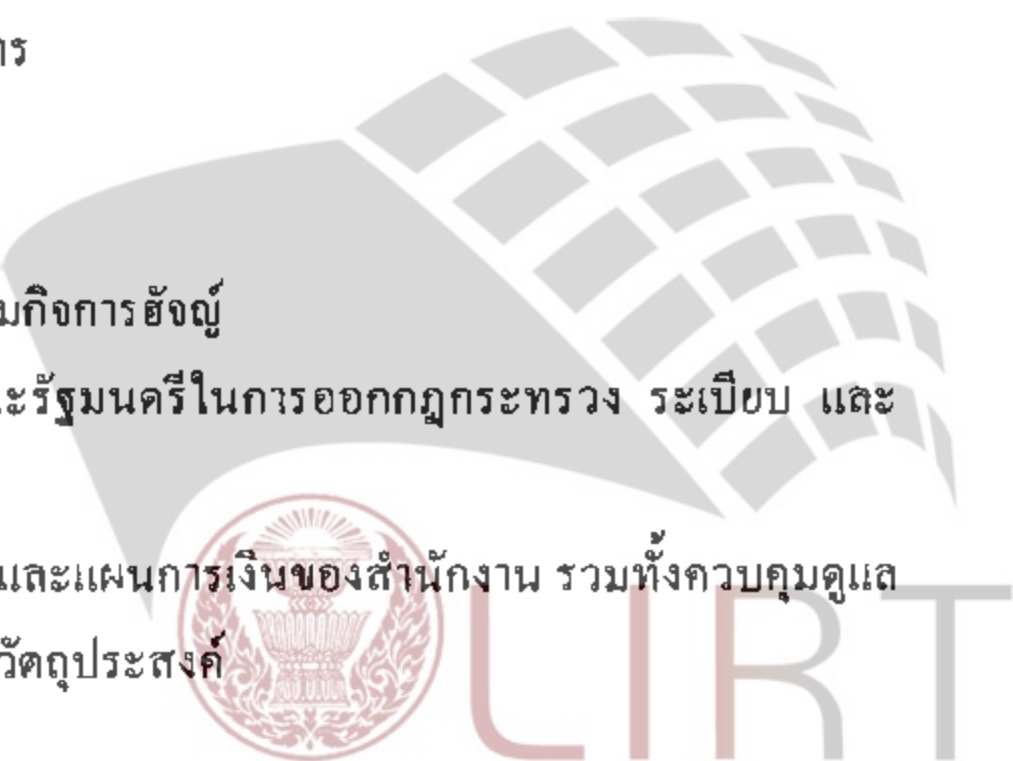 าร
มกิจการฮัจญ์
ะรัฐมนตรีในการออกกฎกระทรวง ระเบียบ และ
และแผนการเงินของสำนักงาน รวมทั้งควบคุมดูแล
วัตถุประสงค์
LIRT